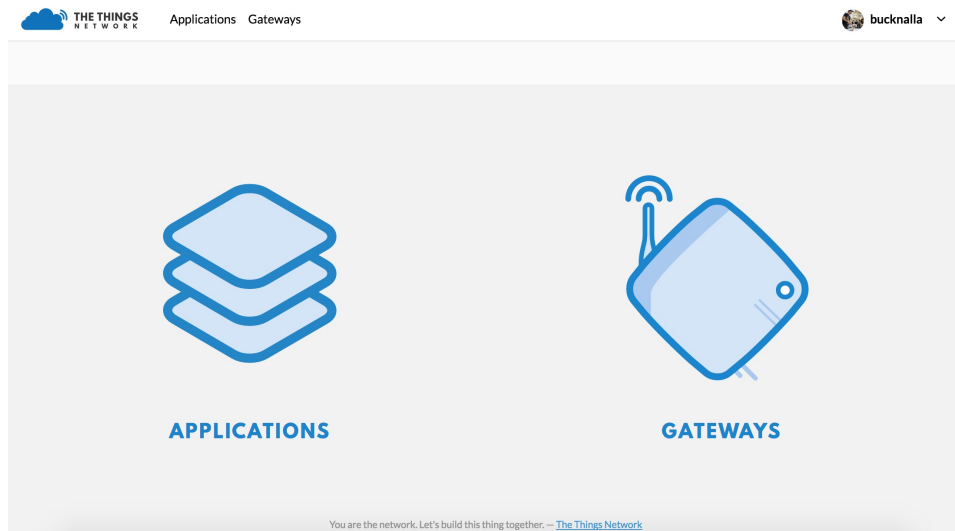 THE THINGS
NETWORK
Applications Gateways
bucknalla
APPLICATIONS
GATEWAYS
You are the network. Let's build this thing together. — The Things Network